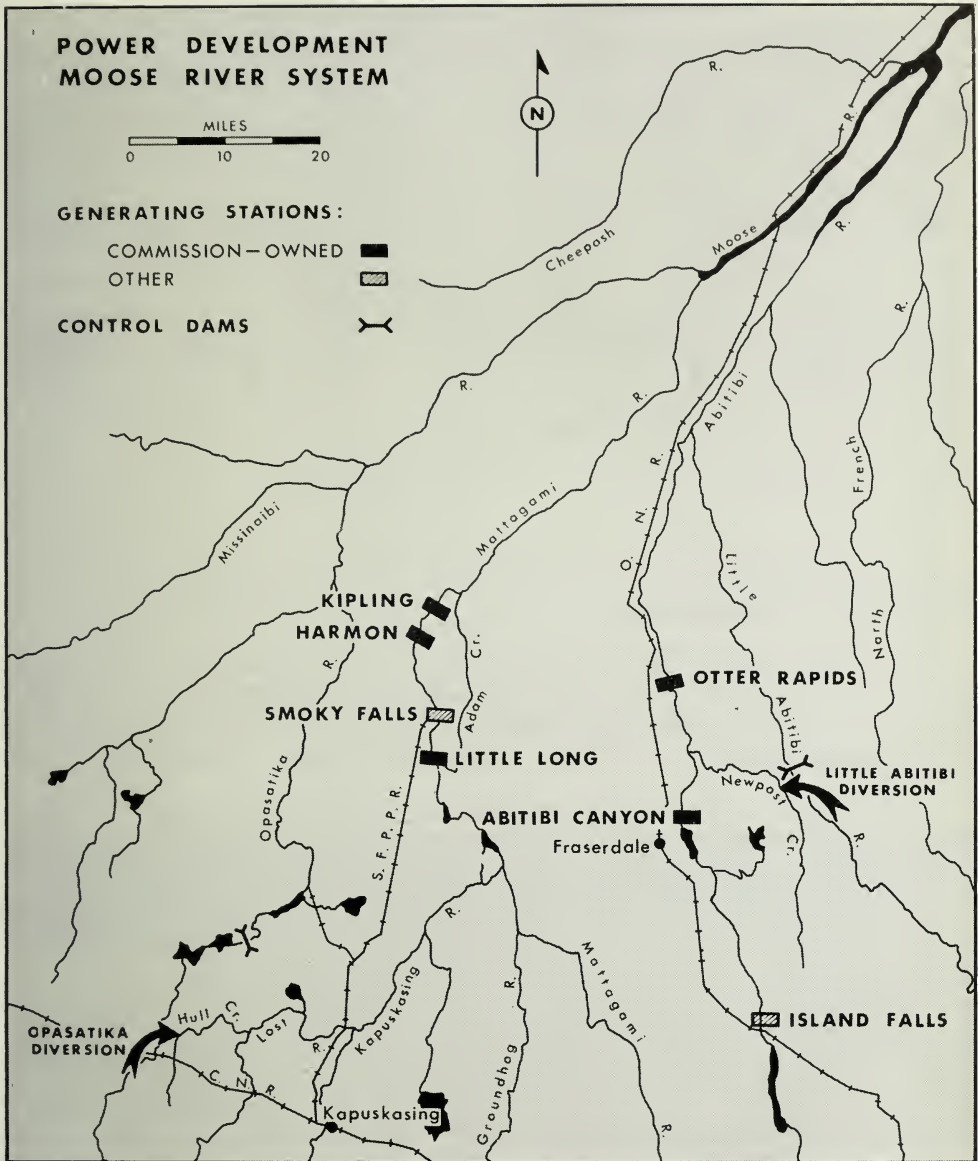 POWER DEVELOPMENT
MOOSE RIVER SYSTEM
MILES
0 10 20
GENERATING STATIONS:
COMMISSION—OWNED
OTHER
CONTROL DAMS
N
R.
R.
Moose
R.
Cheepash
R.
R.
Abitibi
R.
French
North
Missinaibi
Mattagami
R.
O. N. R.
Little
Abitibi
R.
KIPLING
HARMON
R.
Cr.
Adam
OTTER RAPIDS
SMOKY FALLS
LITTLE LONG
Opasatika
S. F. P. P. R.
Newpost
Cr.
LITTLE ABITIBI
DIVERSION
ABITIBI CANYON
Fraserdale
R.
Kapuskasing
Groundhog
R.
Mattagami
R.
ISLAND FALLS
OPASATIKA
DIVERSION
Hull Cr.
Lost
R.
C. N. R.
Kapuskasing